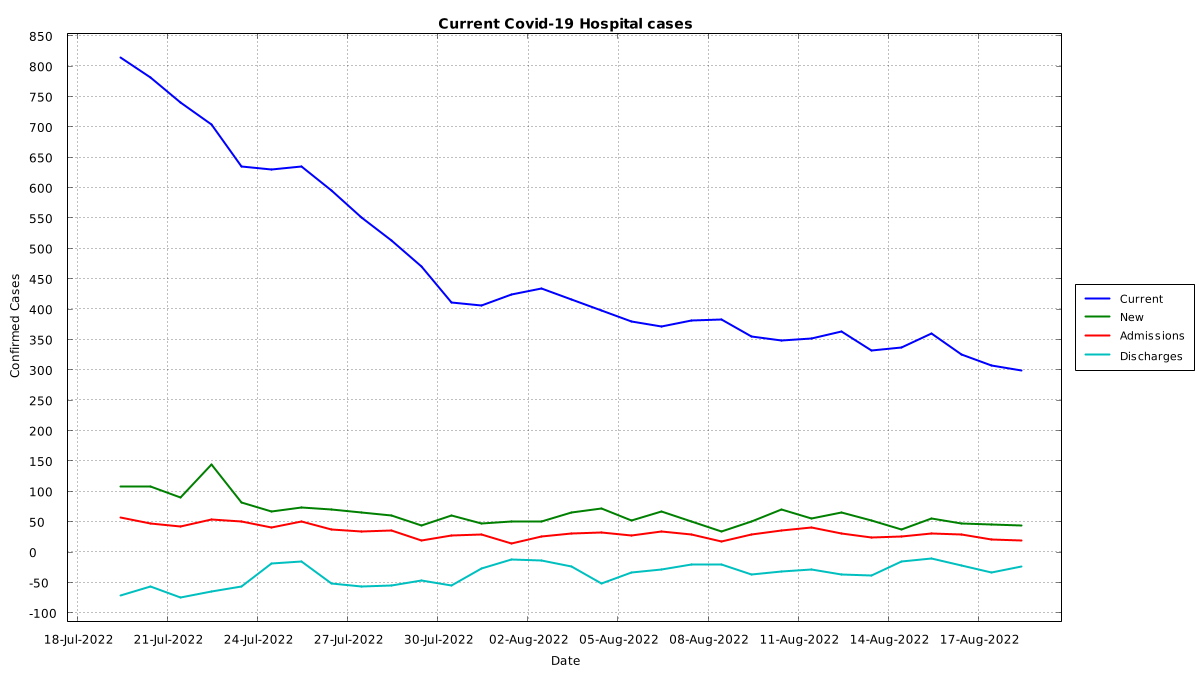 Current Covid-19 Hospital cases
850
800
750
700
650
600
550
500
450
400
350
300
250
200
150
100
50
0
-50
-100
Confirmed Cases
18-Jul-2022 21-Jul-2022 24-Jul-2022 27-Jul-2022 30-Jul-2022 02-Aug-2022 05-Aug-2022 08-Aug-2022 11-Aug-2022 14-Aug-2022 17-Aug-2022
Date
Current
New
Admissions
Discharges